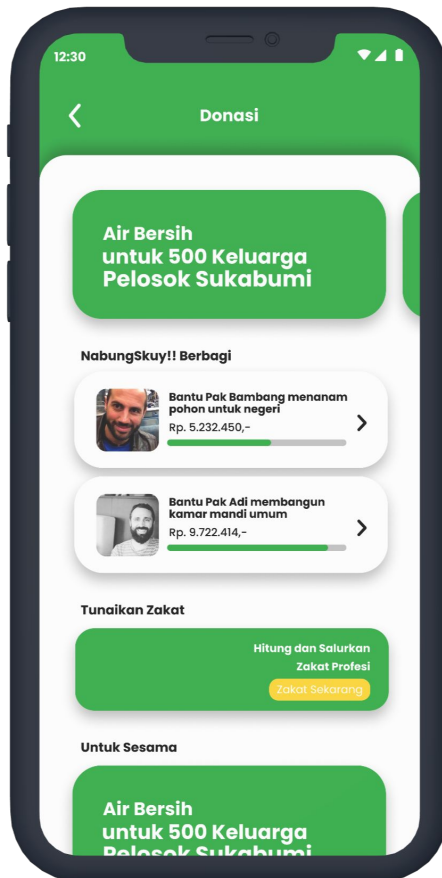 12:30
Donasi
Air Bersih
untuk 500 Keluarga
Pelosok Sukabumi
NabungSkuy!! Berbagi
Bantu Pak Bambang menanam
pohon untuk negeri
Rp. 5.232.450,-
Bantu Pak Adi membangun
kamar mandi umum
Rp. 9.722.414,-
Tunaikan Zakat
Hitung dan Salurkan
Zakat Profesi
Zakat Sekarang
Untuk Sesama
Air Bersih
untuk 500 Keluarga
Pelosok Sukabumi